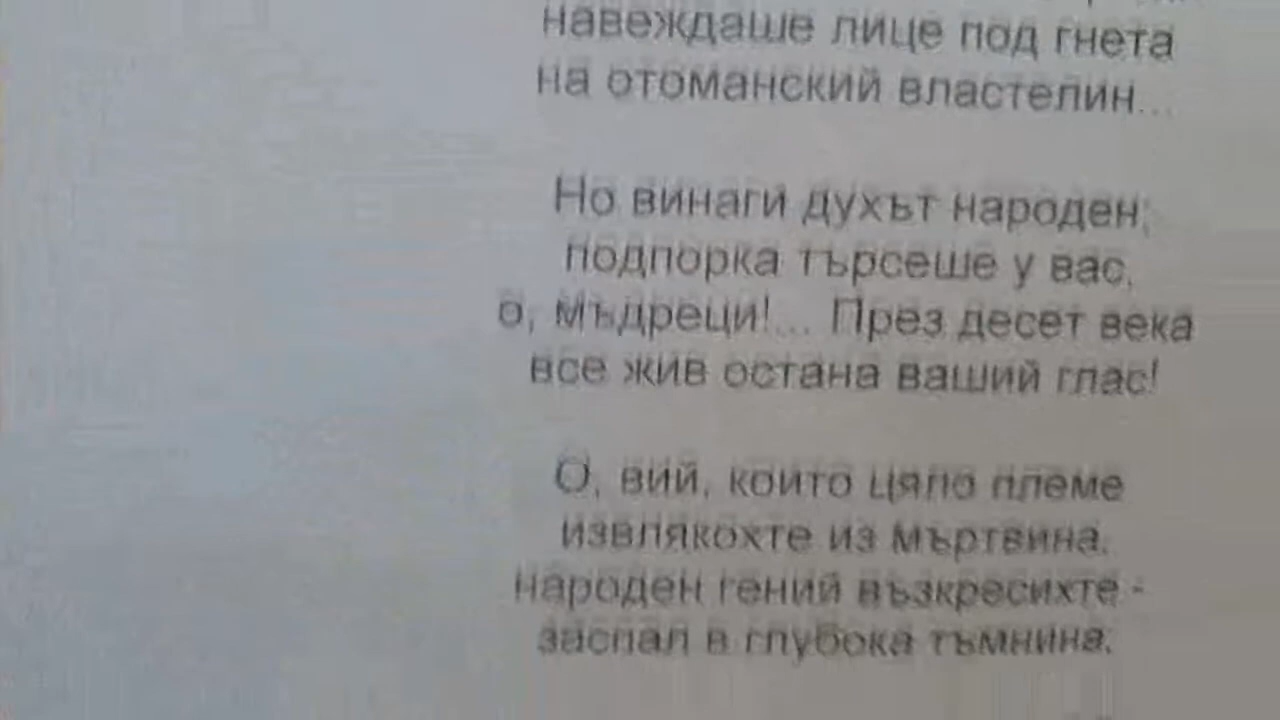 навеждаше лице под гнета
на отоманский властелин...
Но винаги духът народен;
подпорка търсеше у вас,
о, мъдреци!... През десет века
все жив остана ваший глас!
О, вий, които цяло племе
извлякохте из мъртвина,
народен гений възкресихте -
заспал в глубока тъмнина;